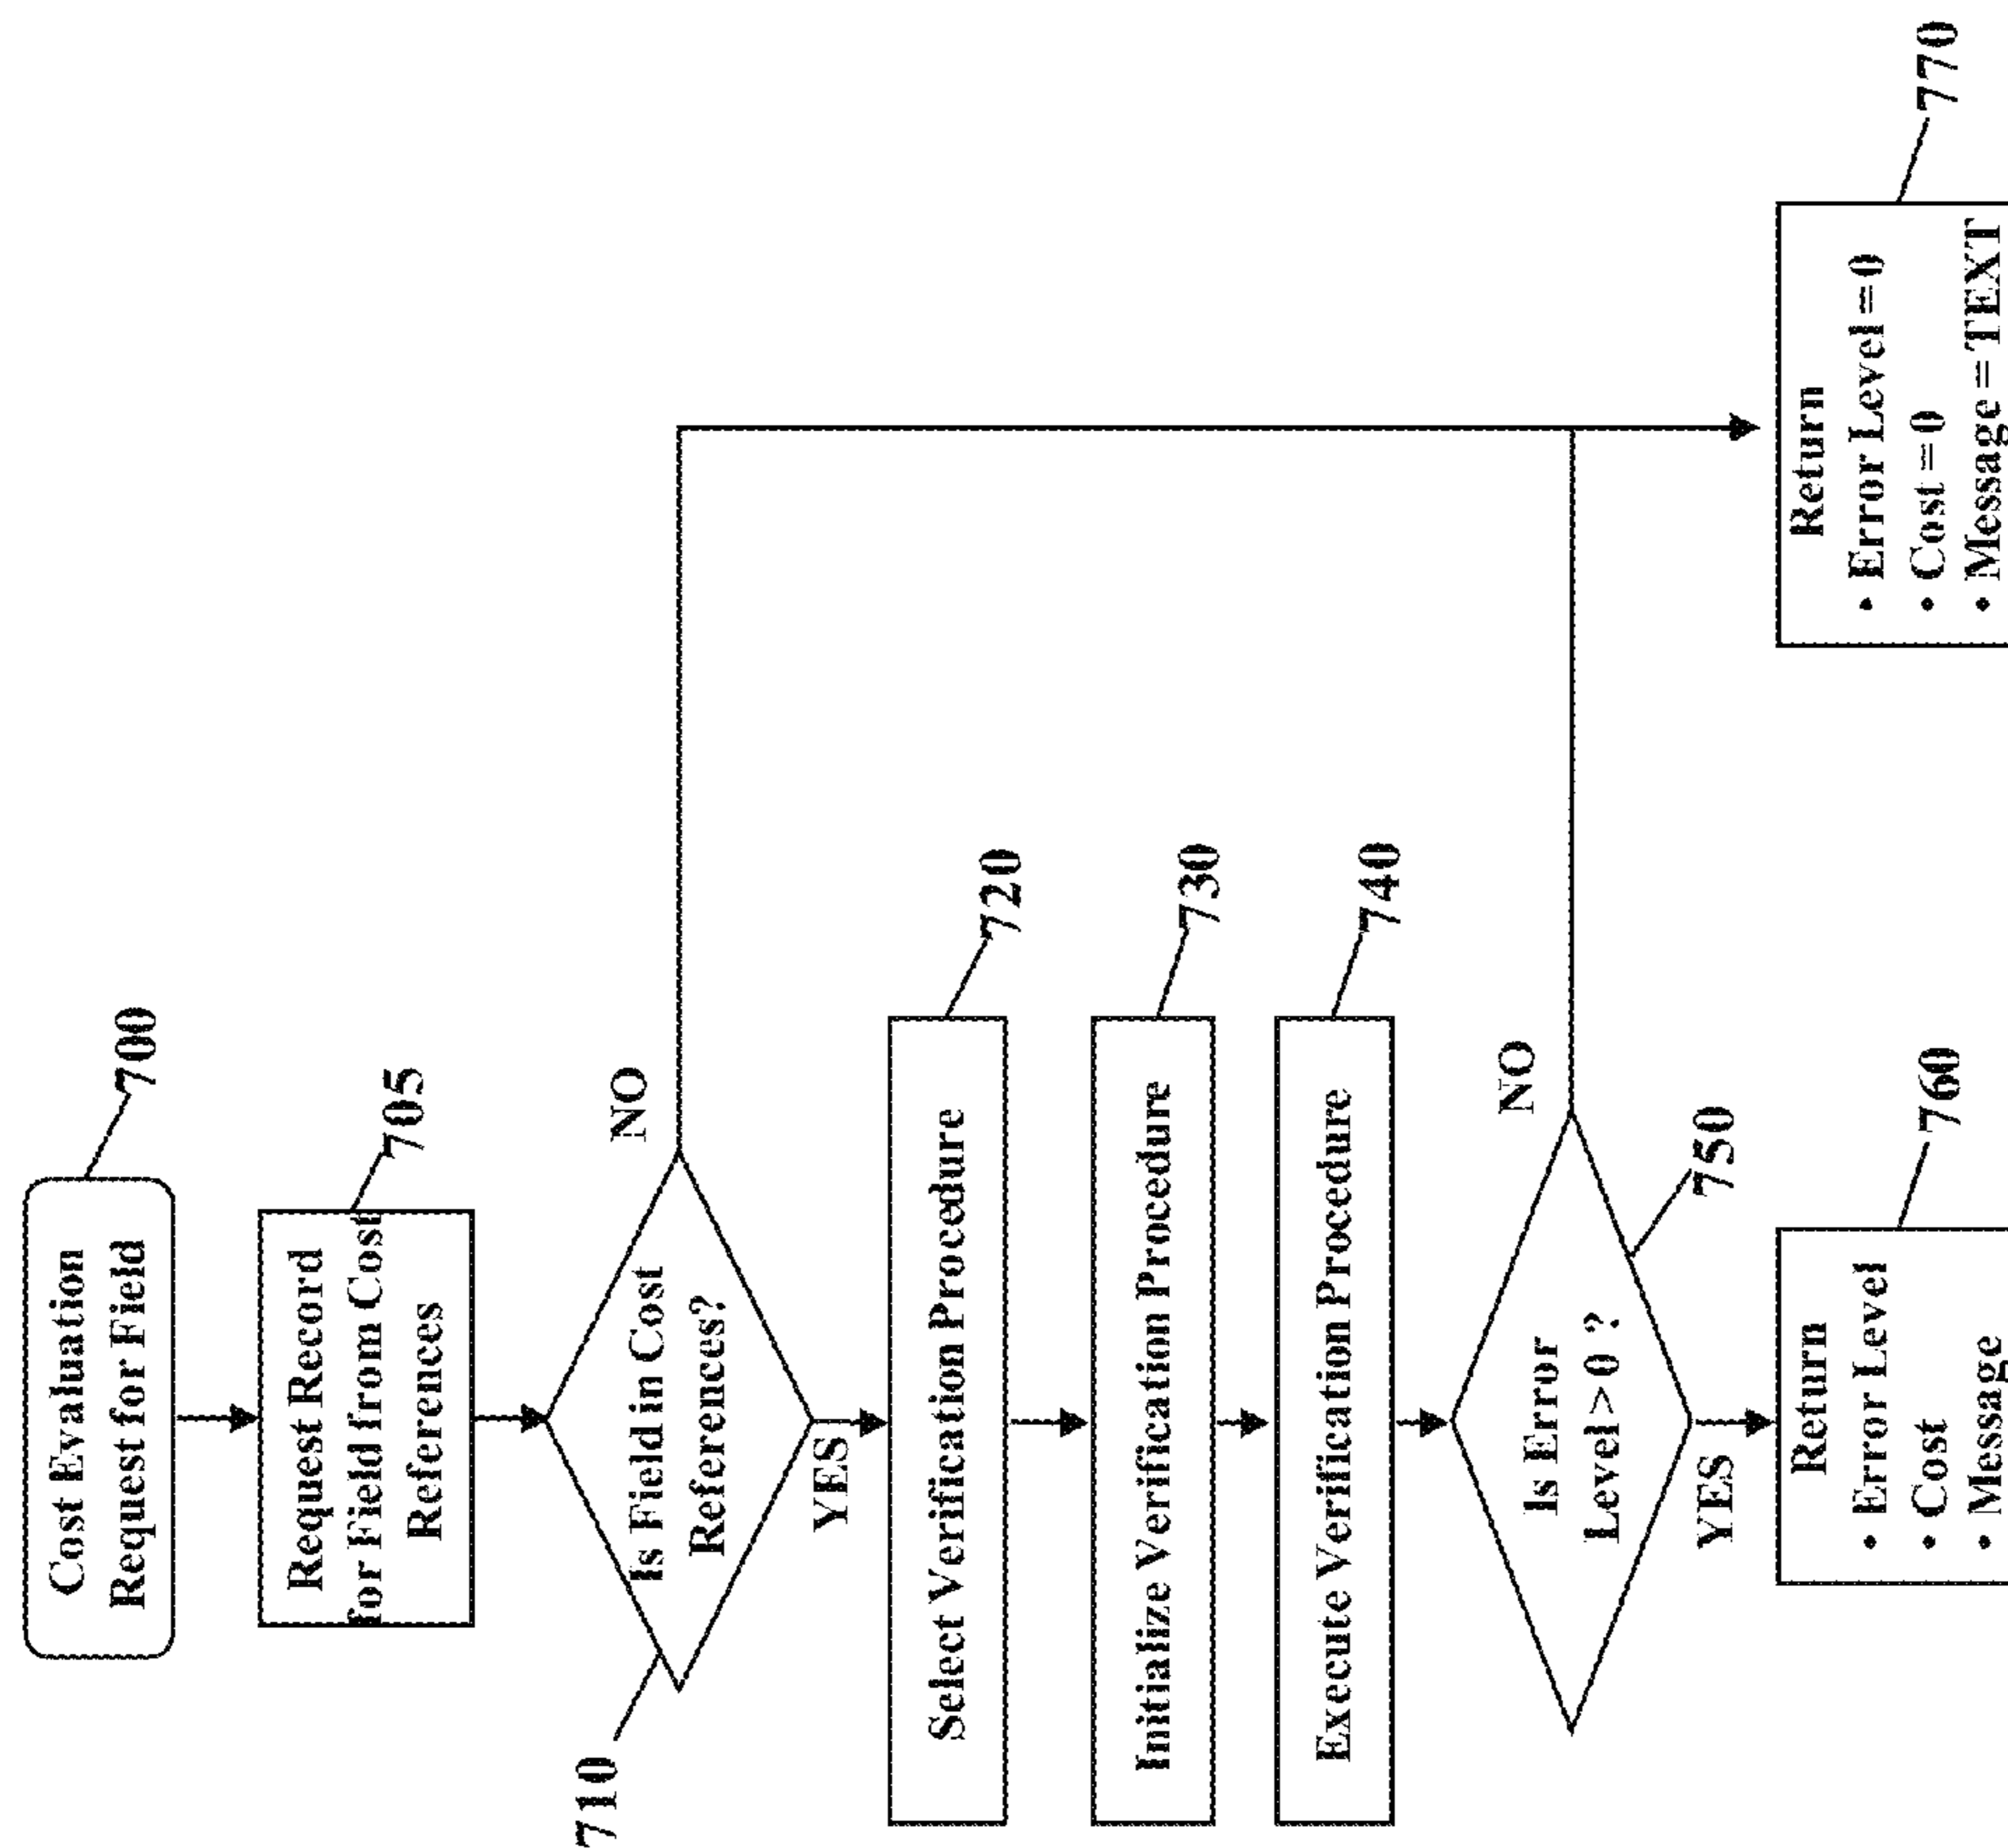 Cost Evaluation
Request for Field
700
Request Record
for Field from Cost
References
705
Is Field in Cost
References?
710
NO
YES
Select Verification Procedure
720
Initialize Verification Procedure
730
Execute Verification Procedure
740
Is Error
Level > 0 ?
750
NO
YES
Return
• Error Level
• Cost
• Message
760
Return
• Error Level = 0
• Cost = 0
• Message = TEXT
770